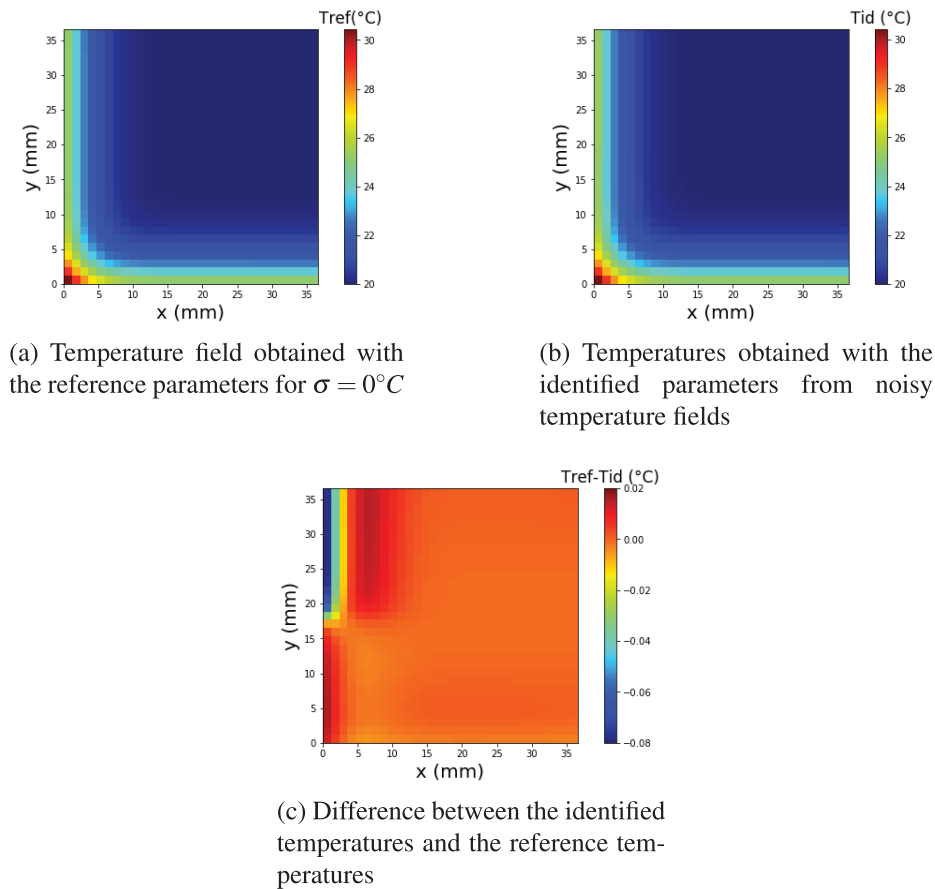 Tref(°C)
30
28
26
24
22
20
35
30
25
20
15
10
5
0
y (mm)
0 5 10 15 20 25 30 35
x (mm)
(a) Temperature field obtained with
the reference parameters for σ = 0°C
Tid (°C)
30
28
26
24
22
20
35
30
25
20
15
10
5
0
y (mm)
0 5 10 15 20 25 30 35
x (mm)
(b) Temperatures obtained with the
identified parameters from noisy
temperature fields
Tref-Tid (°C)
0.02
0.00
−0.02
−0.04
−0.06
−0.08
35
30
25
20
15
10
5
0
y (mm)
0 5 10 15 20 25 30 35
x (mm)
(c) Difference between the identified
temperatures and the reference tem-
peratures